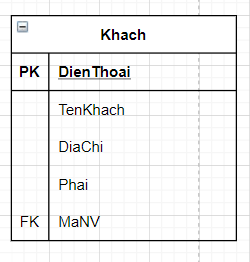 Khach
PK DienThoai
TenKhach
DiaChi
Phai
FK MaNV